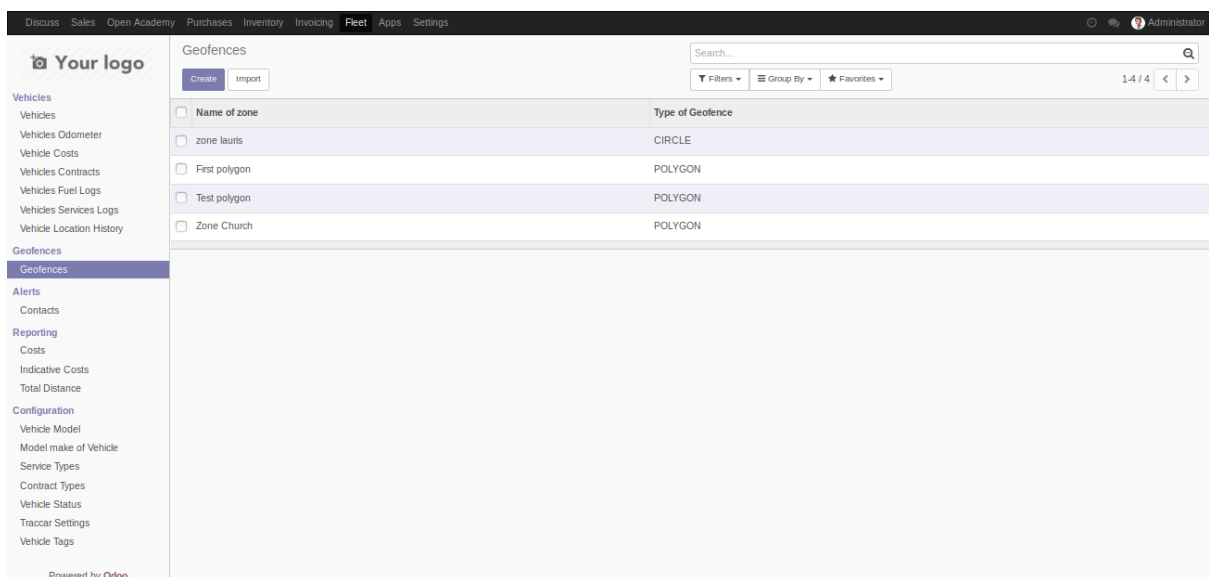 Discuss Sales Open Academy Purchases Inventory Invoicing Fleet Apps Settings Administrator
Your logo
Vehicles
Vehicles
Vehicles Odometer
Vehicle Costs
Vehicles Contracts
Vehicles Fuel Logs
Vehicles Services Logs
Vehicle Location History
Geofences
Geofences
Alerts
Contacts
Reporting
Costs
Indicative Costs
Total Distance
Configuration
Vehicle Model
Model make of Vehicle
Service Types
Contract Types
Vehicle Status
Traccar Settings
Vehicle Tags
Powered by Odoo
Geofences
Search...
Create Import
Filters Group By Favorites 1-4 / 4
Name of zone Type of Geofence
zone lauris CIRCLE
First polygon POLYGON
Test polygon POLYGON
Zone Church POLYGON